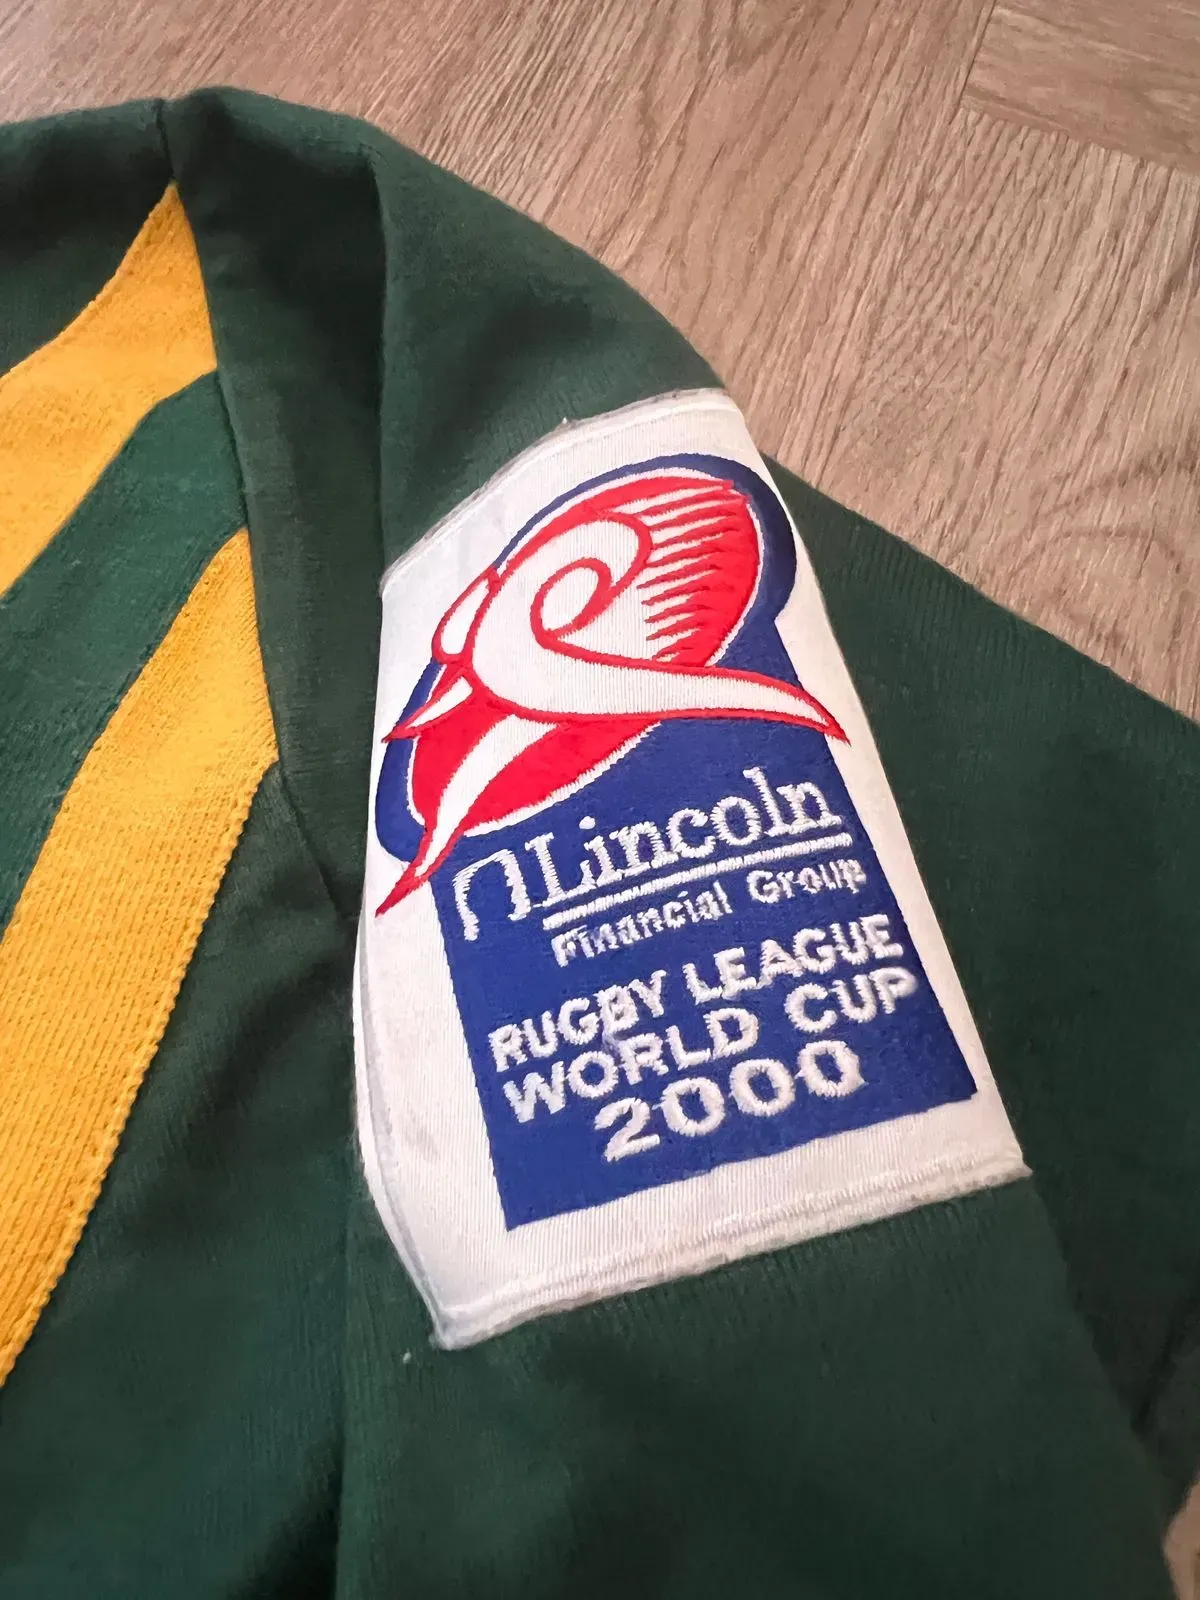 Lincoln
Financial Group
RUGBY LEAGUE
WORLD CUP
2000